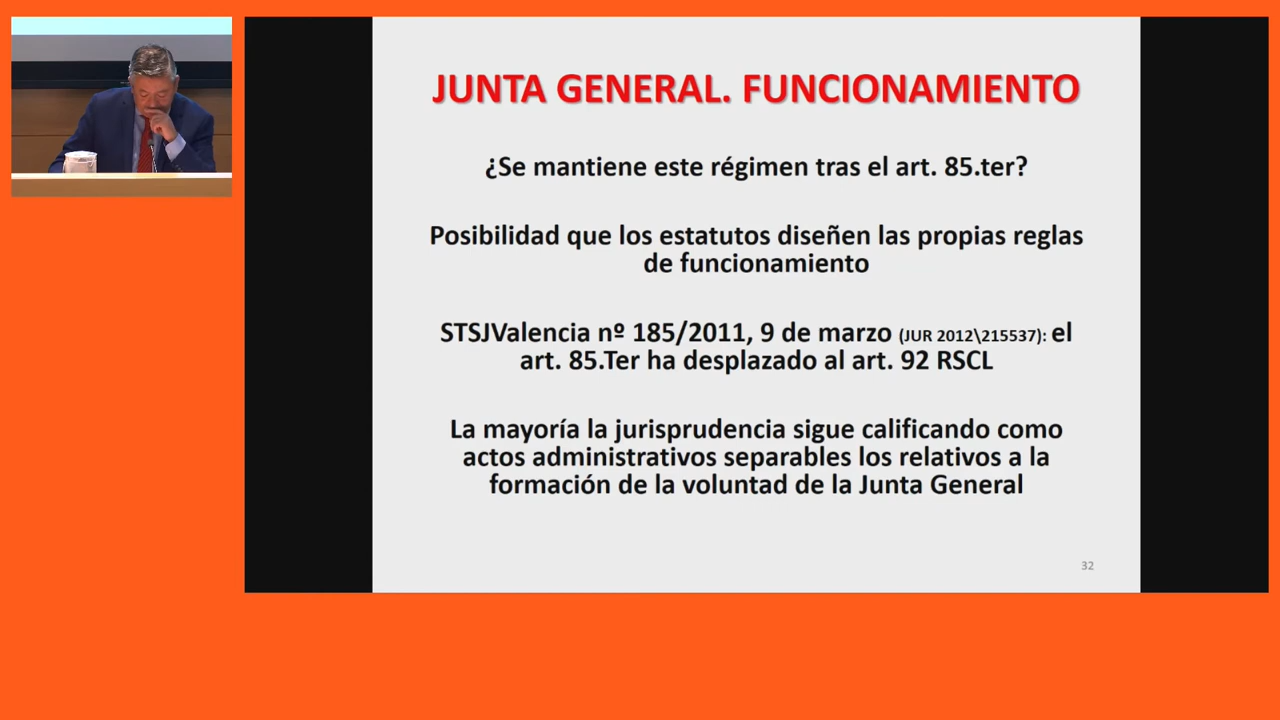 JUNTA GENERAL. FUNCIONAMIENTO
¿Se mantiene este régimen tras el art. 85.ter?
Posibilidad que los estatutos diseñen las propias reglas
de funcionamiento
STSJValencia nº 185/2011, 9 de marzo (JUR 2012\215537): el
art. 85.Ter ha desplazado al art. 92 RSCL
La mayoría la jurisprudencia sigue calificando como
actos administrativos separables los relativos a la
formación de la voluntad de la Junta General
32